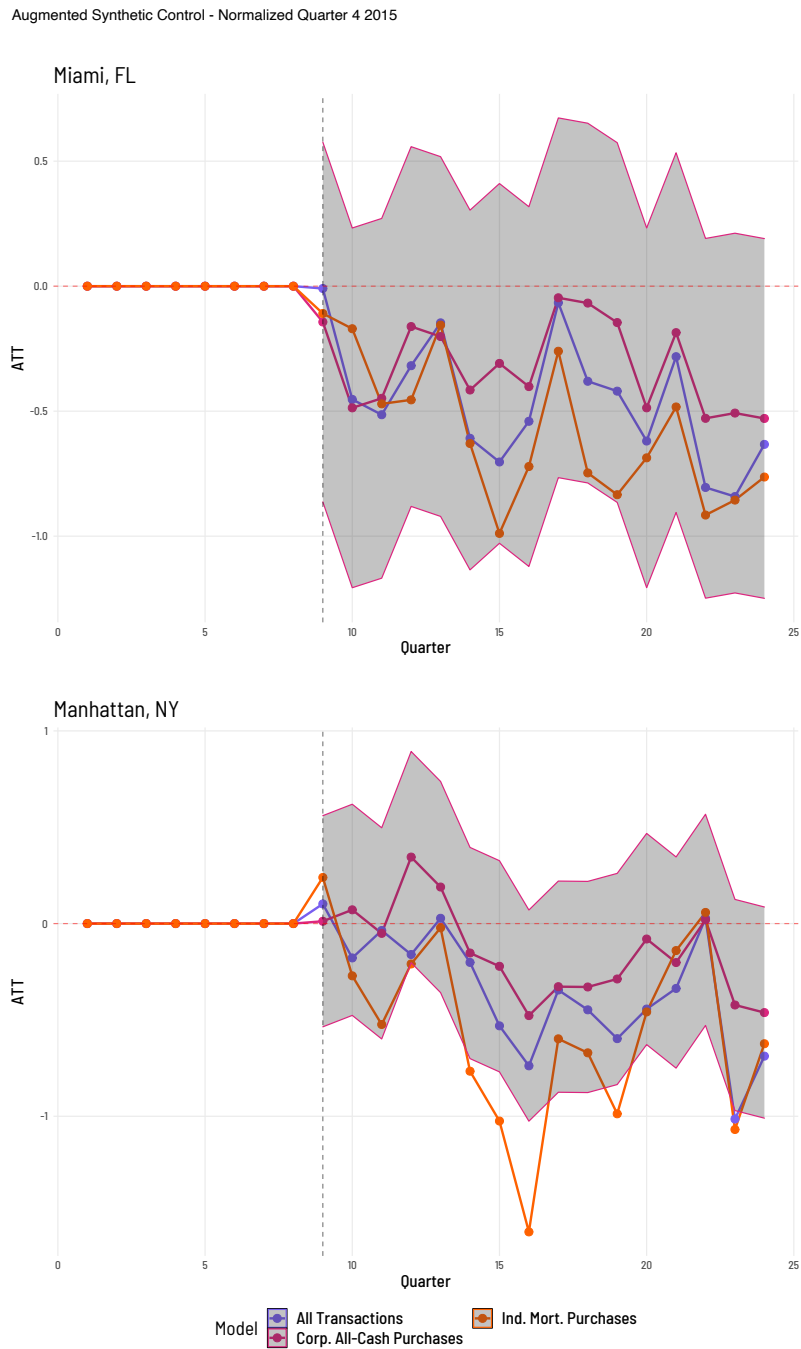 Augmented Synthetic Control - Normalized Quarter 4 2015
Miami, FL
0.5
0.0
-0.5
-1.0
ATT
0 5 10 15 20 25
Quarter
Manhattan, NY
1
0
-1
ATT
0 5 10 15 20 25
Quarter
Model
All Transactions
Corp. All-Cash Purchases
Ind. Mort. Purchases